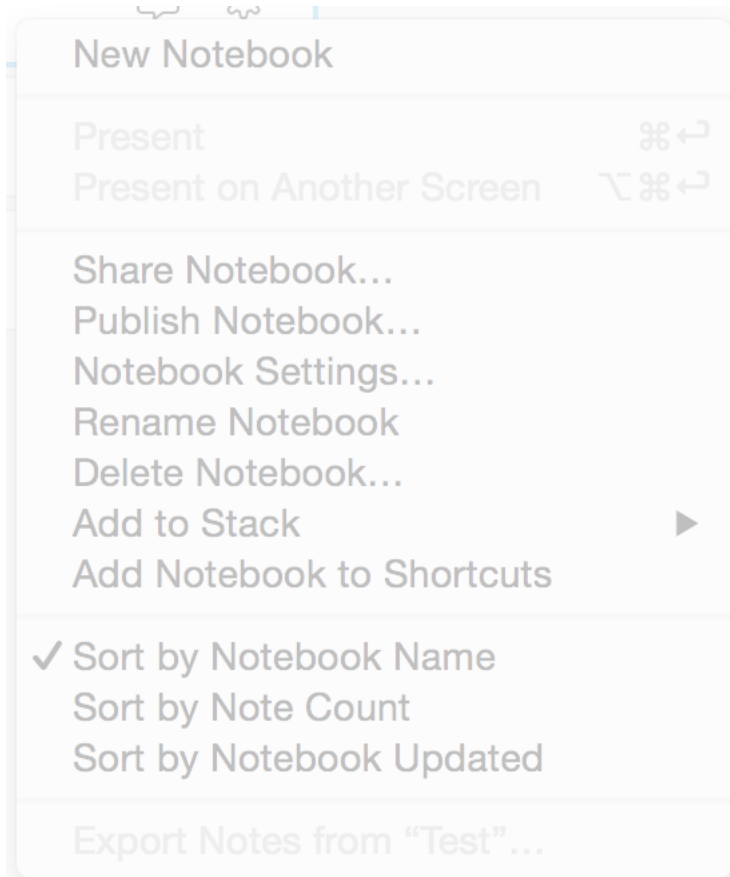 New Notebook
Present ⌘↩
Present on Another Screen ⌥⌘↩
Share Notebook…
Publish Notebook…
Notebook Settings…
Rename Notebook
Delete Notebook…
Add to Stack ▶
Add Notebook to Shortcuts
✓ Sort by Notebook Name
Sort by Note Count
Sort by Notebook Updated
Export Notes from “Test”…